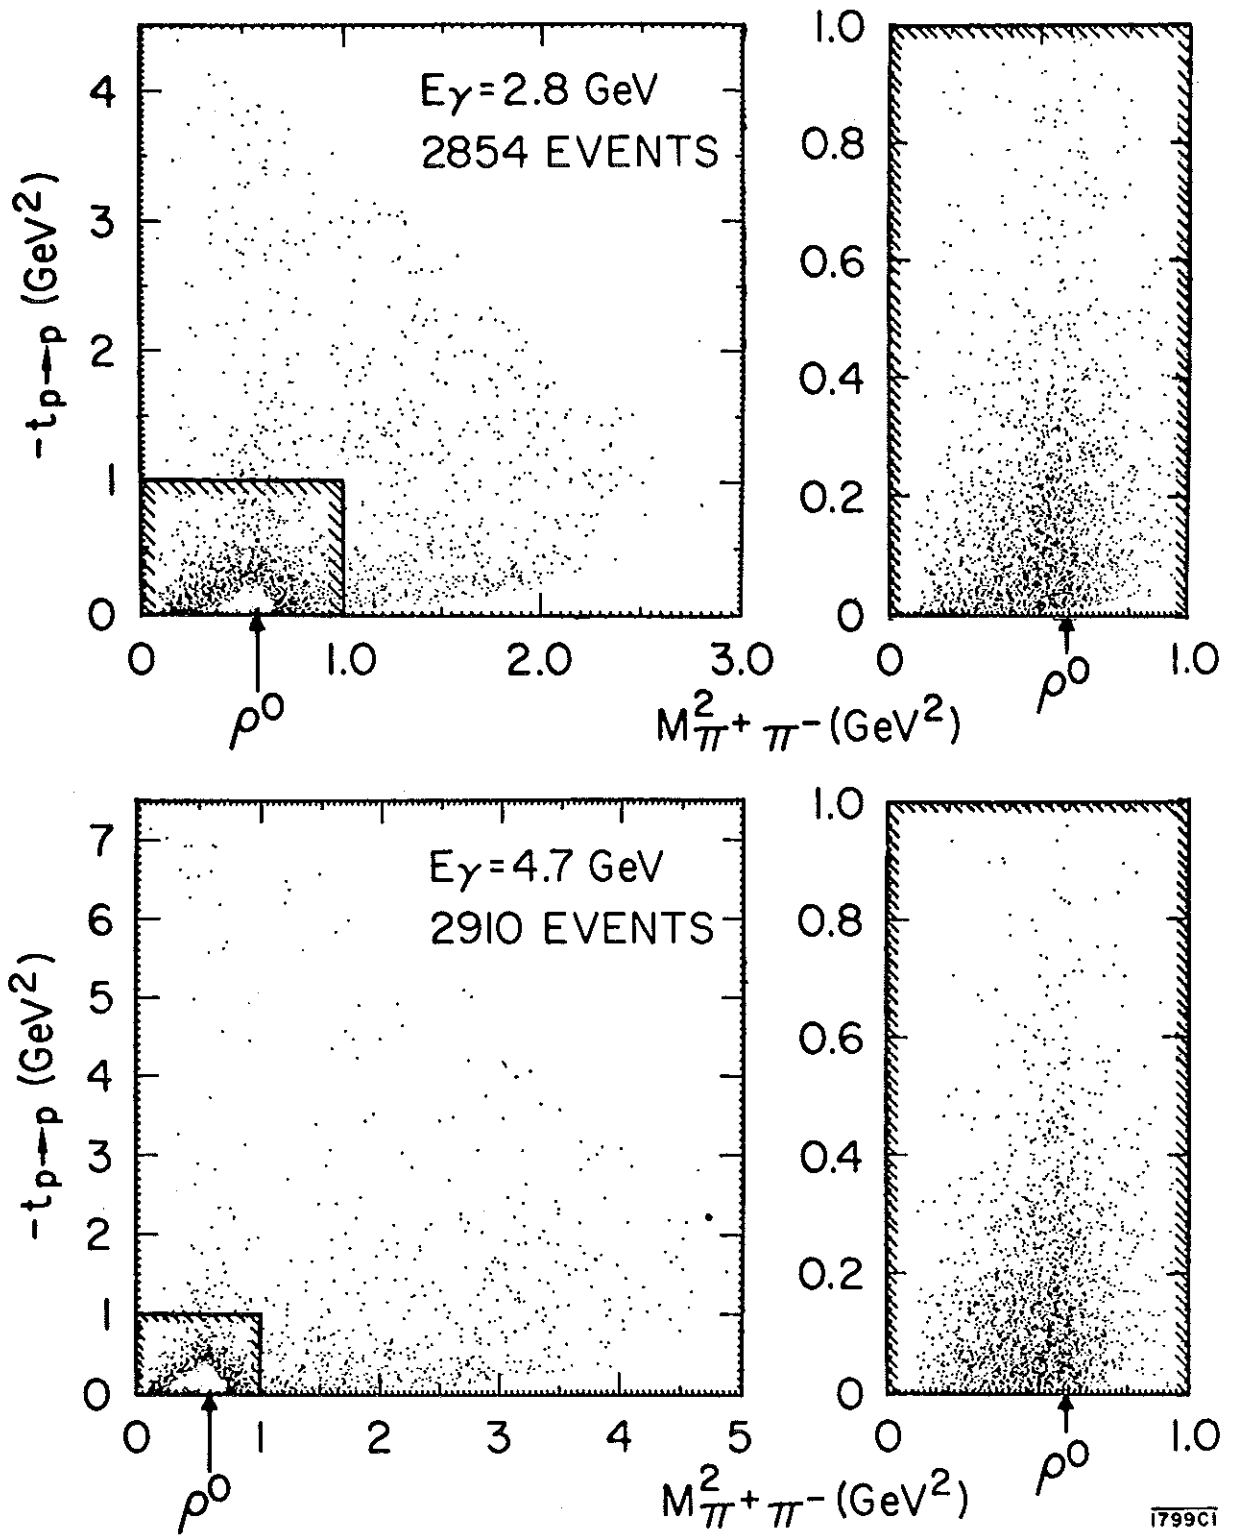 Eγ=2.8 GeV
2854 EVENTS
-t p→p (GeV²)
4
3
2
1
0
0 1.0 2.0 3.0
ρ⁰
1.0
0.8
0.6
0.4
0.2
0
0 1.0
ρ⁰
M²π⁺π⁻ (GeV²)
Eγ=4.7 GeV
2910 EVENTS
-t p→p (GeV²)
7
6
5
4
3
2
1
0
0 1 2 3 4 5
ρ⁰
1.0
0.8
0.6
0.4
0.2
0
0 1.0
ρ⁰
M²π⁺π⁻ (GeV²)
1799C1